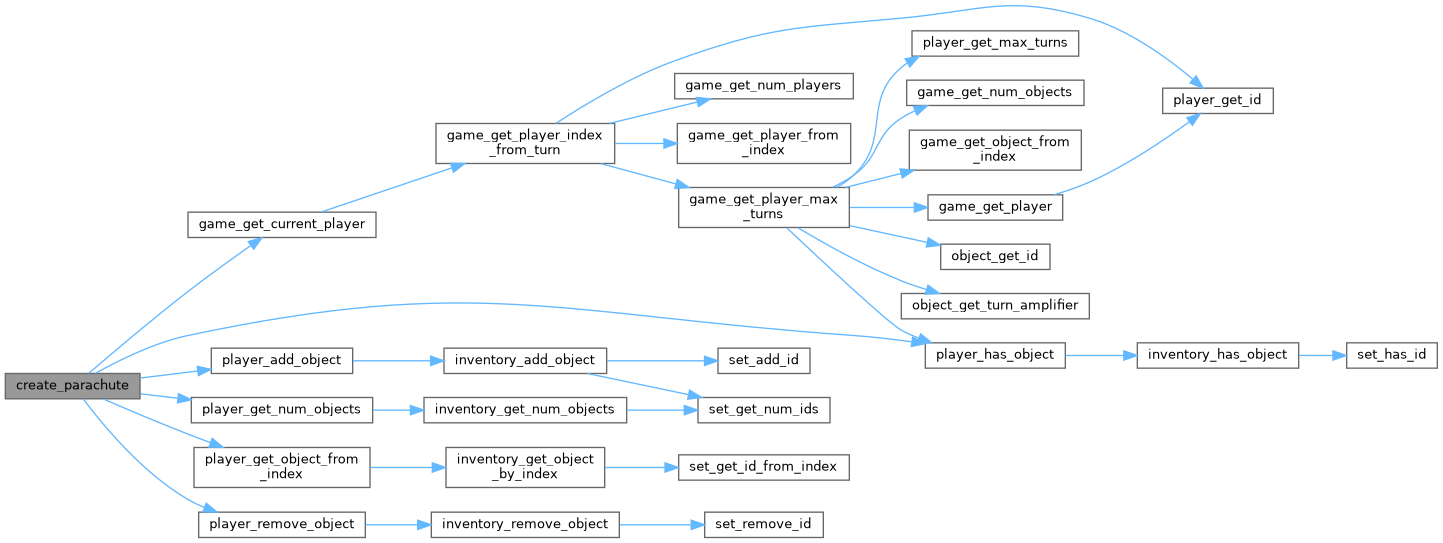 create_parachute
game_get_current_player
game_get_player_index
_from_turn
game_get_num_players
game_get_player_from
_index
game_get_player_max
_turns
player_get_max_turns
game_get_num_objects
game_get_object_from
_index
game_get_player
object_get_id
object_get_turn_amplifier
player_has_object
player_get_id
inventory_has_object
set_has_id
player_add_object
inventory_add_object
set_add_id
player_get_num_objects
inventory_get_num_objects
set_get_num_ids
player_get_object_from
_index
inventory_get_object
_by_index
set_get_id_from_index
player_remove_object
inventory_remove_object
set_remove_id